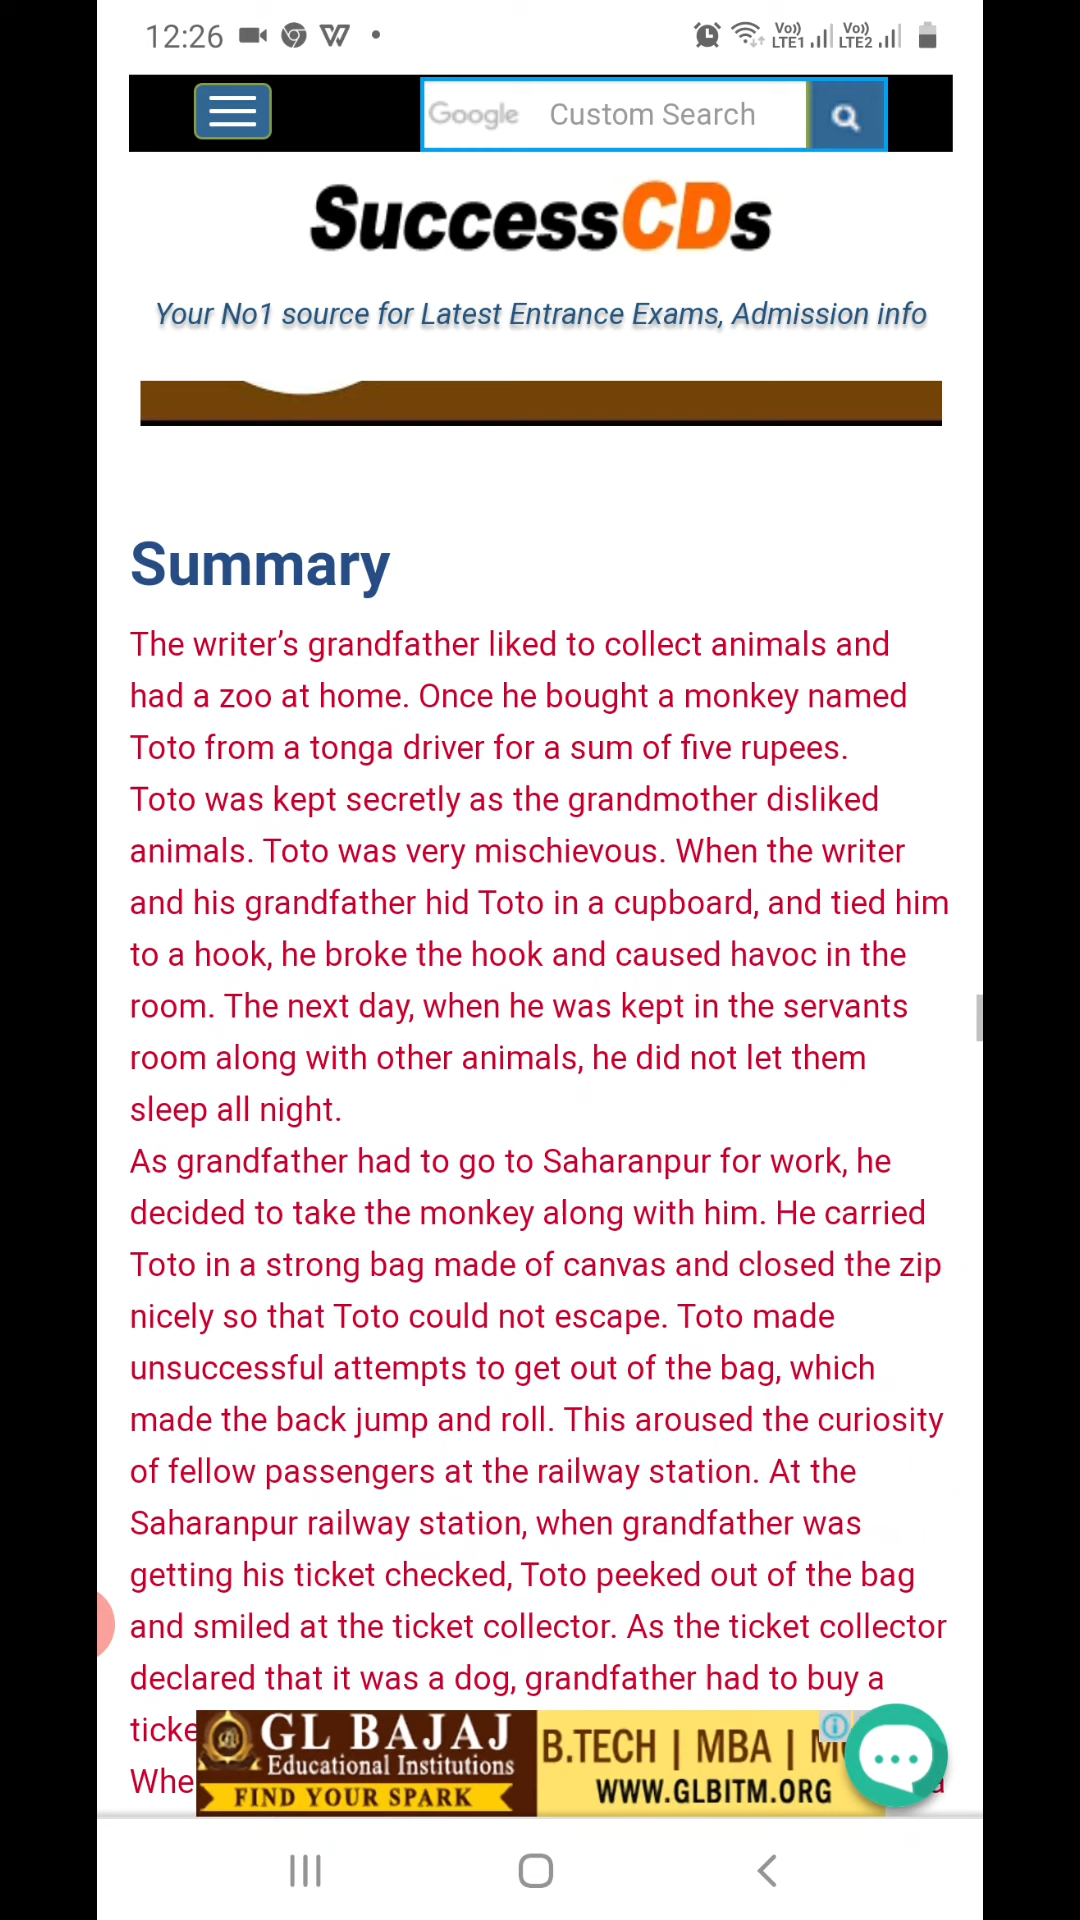 12:26
Vo)) LTE1 Vo)) LTE2
Google Custom Search
SuccessCDs
Your No1 source for Latest Entrance Exams, Admission info
Summary
The writer’s grandfather liked to collect animals and
had a zoo at home. Once he bought a monkey named
Toto from a tonga driver for a sum of five rupees.
Toto was kept secretly as the grandmother disliked
animals. Toto was very mischievous. When the writer
and his grandfather hid Toto in a cupboard, and tied him
to a hook, he broke the hook and caused havoc in the
room. The next day, when he was kept in the servants
room along with other animals, he did not let them
sleep all night.
As grandfather had to go to Saharanpur for work, he
decided to take the monkey along with him. He carried
Toto in a strong bag made of canvas and closed the zip
nicely so that Toto could not escape. Toto made
unsuccessful attempts to get out of the bag, which
made the back jump and roll. This aroused the curiosity
of fellow passengers at the railway station. At the
Saharanpur railway station, when grandfather was
getting his ticket checked, Toto peeked out of the bag
and smiled at the ticket collector. As the ticket collector
declared that it was a dog, grandfather had to buy a
ticke
Whe
GL BAJAJ
Educational Institutions
FIND YOUR SPARK
B.TECH | MBA |
WWW.GLBITM.ORG